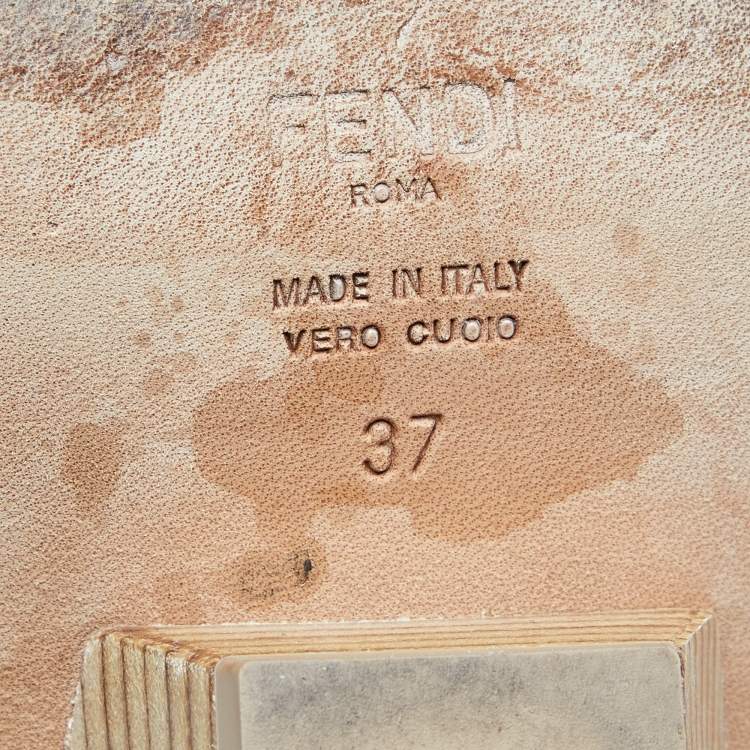 FENDI
ROMA
MADE IN ITALY
VERO CUOIO
37